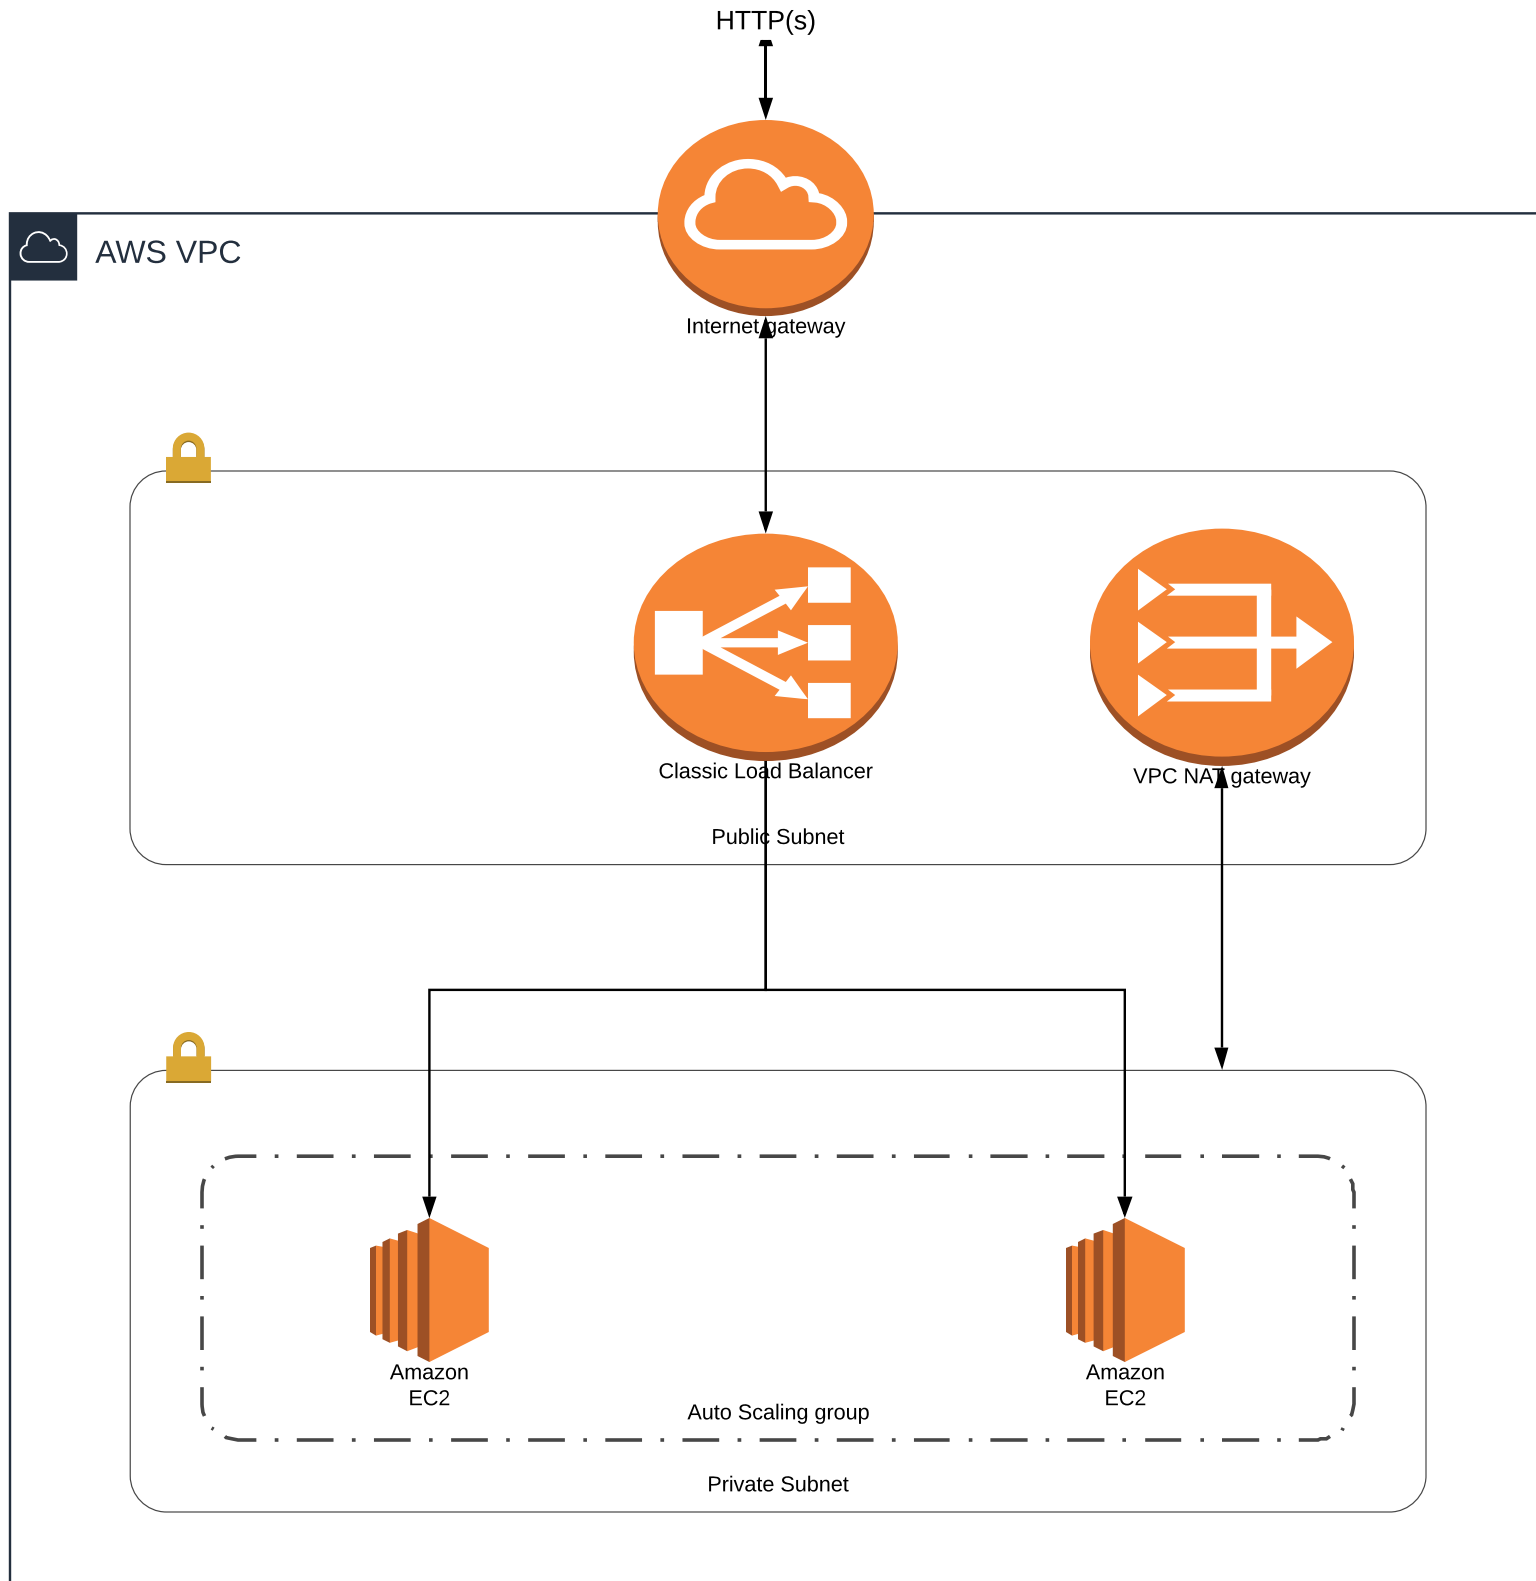 HTTP(s)
AWS VPC
Internet gateway
Classic Load Balancer
VPC NAT gateway
Public Subnet
Amazon
EC2
Amazon
EC2
Auto Scaling group
Private Subnet